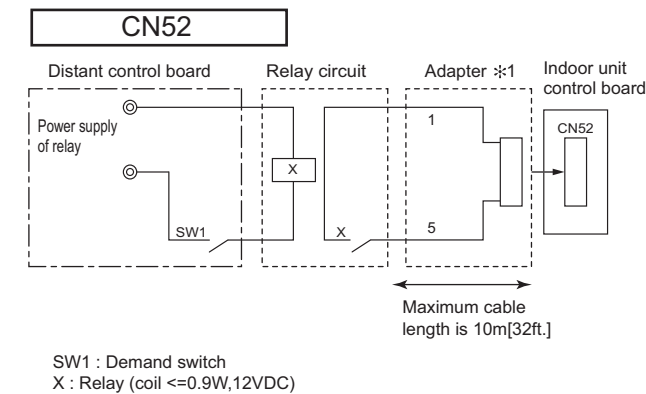 CN52
Distant control board
Relay circuit
Adapter ✻1
Indoor unit
control board
Power supply
of relay
SW1
X
X
1
5
CN52
Maximum cable
length is 10m[32ft.]
SW1 : Demand switch
X : Relay (coil <=0.9W,12VDC)